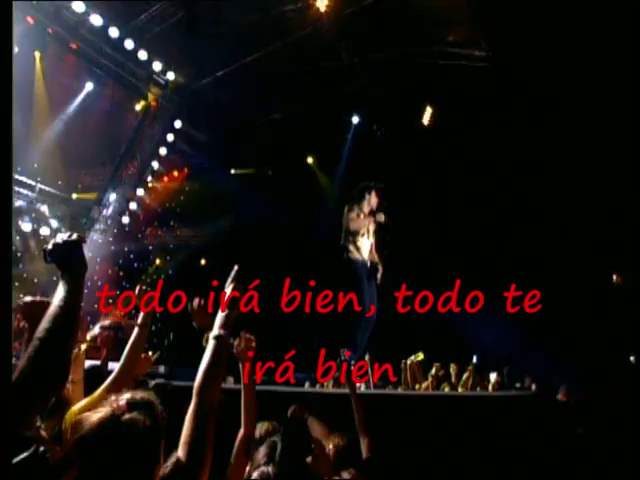 todo irá bien, todo te
irá bien